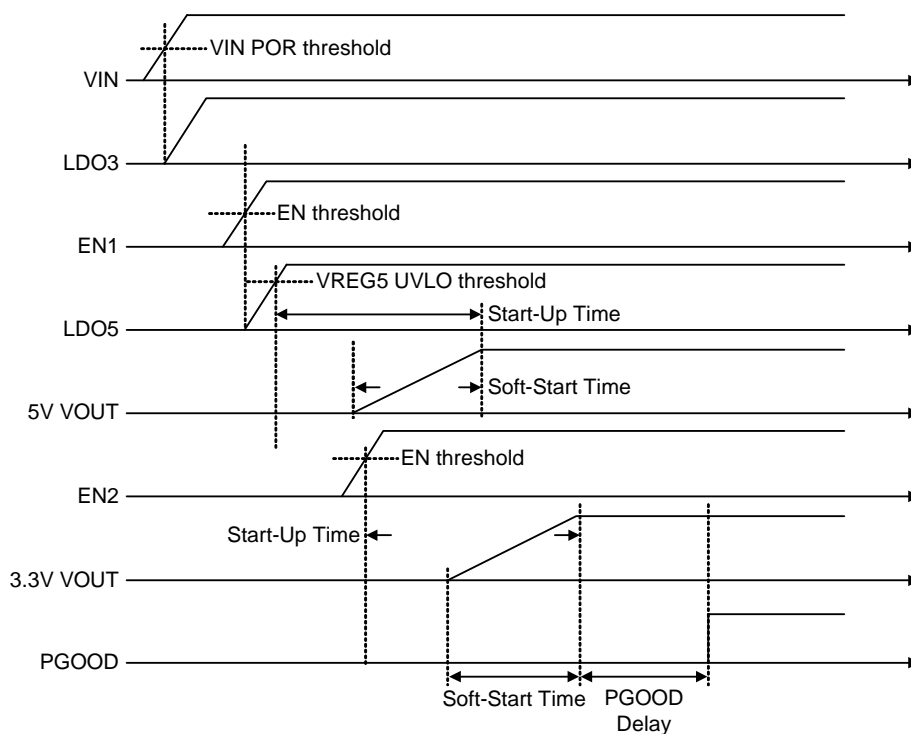 VIN POR threshold
VIN
LDO3
EN threshold
EN1
VREG5 UVLO threshold
Start-Up Time
LDO5
Soft-Start Time
5V VOUT
EN threshold
EN2
Start-Up Time
3.3V VOUT
PGOOD
Soft-Start Time
PGOOD
Delay